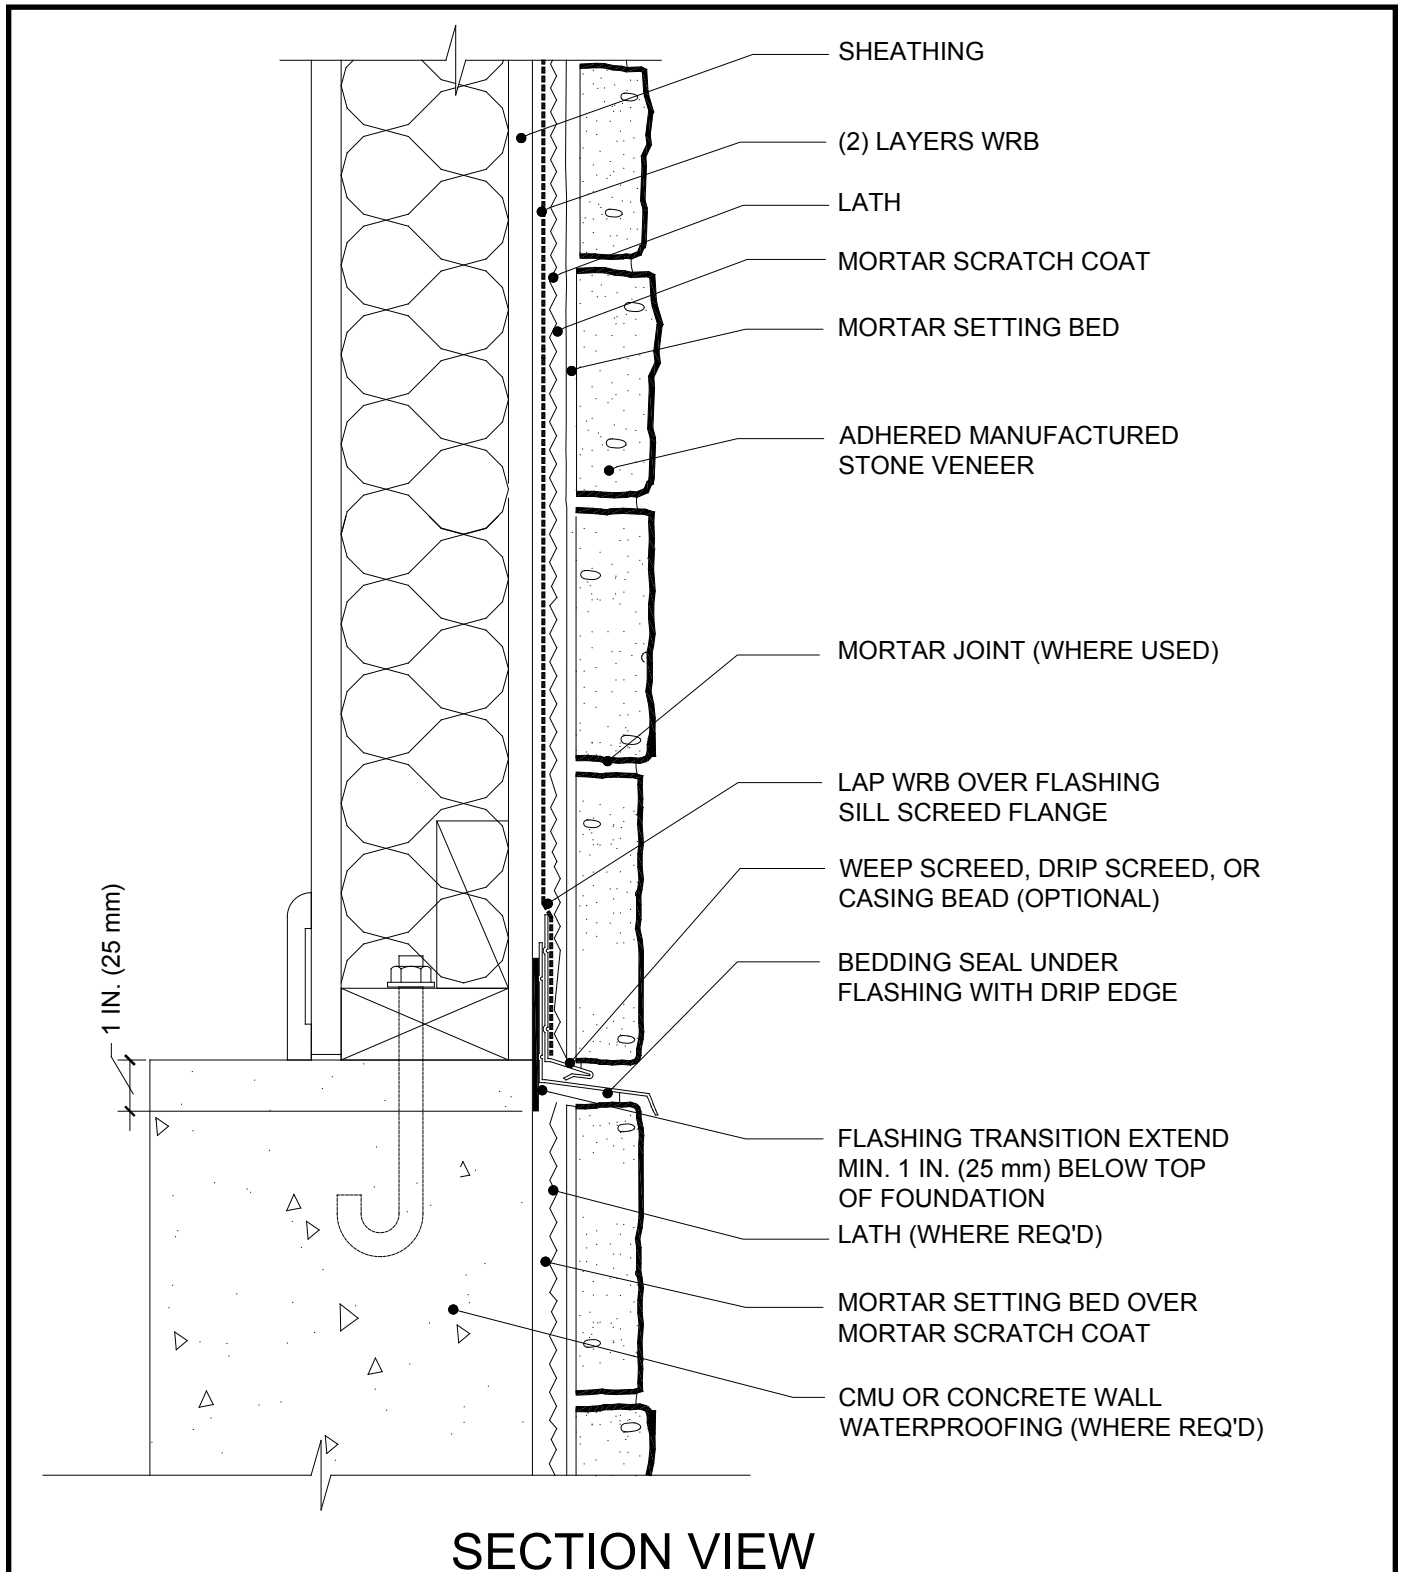 SHEATHING
(2) LAYERS WRB
LATH
MORTAR SCRATCH COAT
MORTAR SETTING BED
ADHERED MANUFACTURED
STONE VENEER
MORTAR JOINT (WHERE USED)
LAP WRB OVER FLASHING
SILL SCREED FLANGE
WEEP SCREED, DRIP SCREED, OR
CASING BEAD (OPTIONAL)
1 IN. (25 mm)
BEDDING SEAL UNDER
FLASHING WITH DRIP EDGE
FLASHING TRANSITION EXTEND
MIN. 1 IN. (25 mm) BELOW TOP
OF FOUNDATION
LATH (WHERE REQ'D)
MORTAR SETTING BED OVER
MORTAR SCRATCH COAT
CMU OR CONCRETE WALL
WATERPROOFING (WHERE REQ'D)
SECTION VIEW